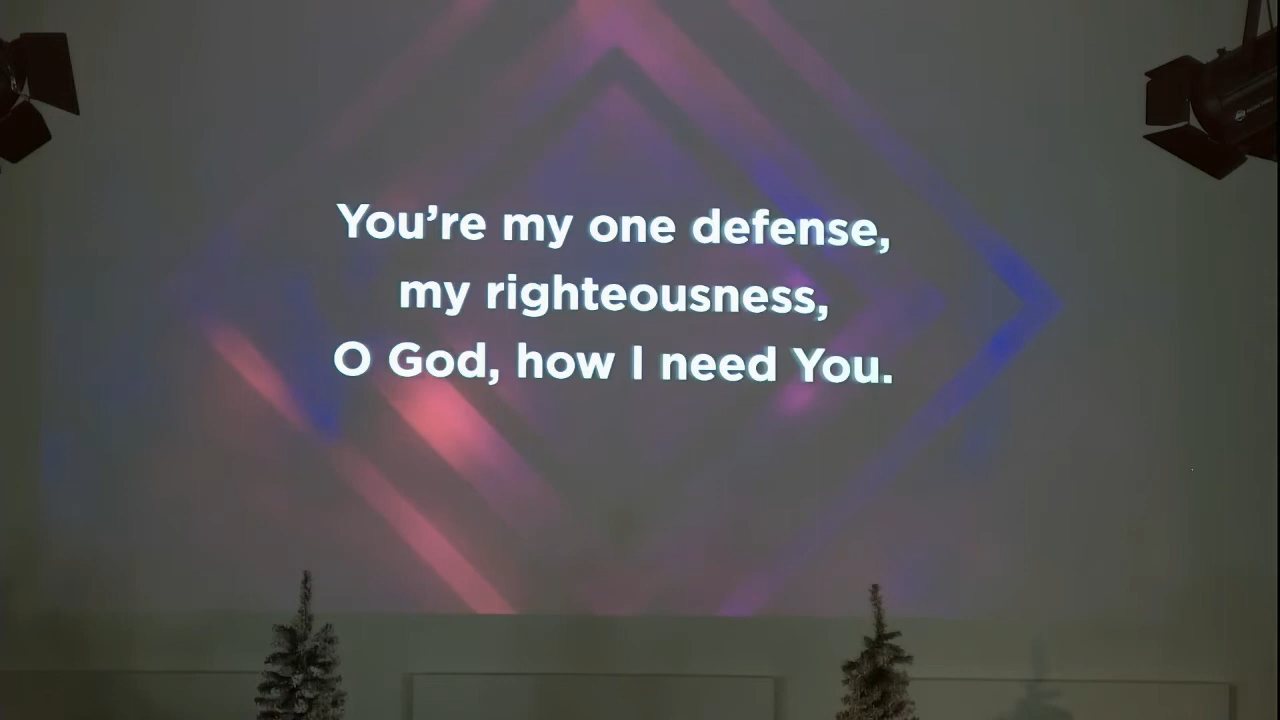 You’re my one defense,
my righteousness,
O God, how I need You.